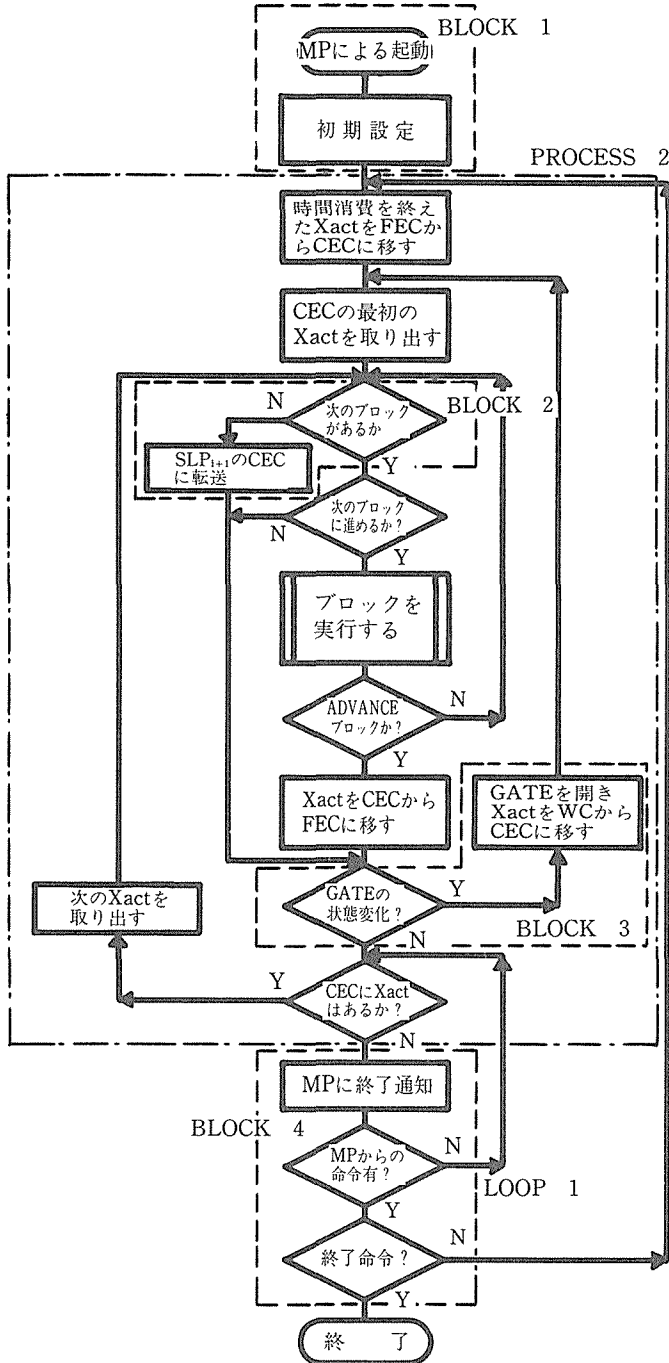 BLOCK 1
MPによる起動
初期設定
PROCESS 2
時間消費を終え
たXactをFECか
らCECに移す
CECの最初の
Xactを取り出す
BLOCK 2
N
次のブロック
があるか
SLPi+1のCEC
に転送
Y
次のブロック
に進めるか?
N
Y
ブロックを
実行する
ADVANCE
ブロックか?
N
Y
XactをCECから
FECに移す
GATEを開き
XactをWCから
CECに移す
次のXactを
取り出す
GATEの
状態変化?
Y
BLOCK 3
N
Y
CECにXact
はあるか?
N
MPに終了通知
BLOCK 4
MPからの
命令有?
N
LOOP 1
Y
終了命令?
N
Y
終了